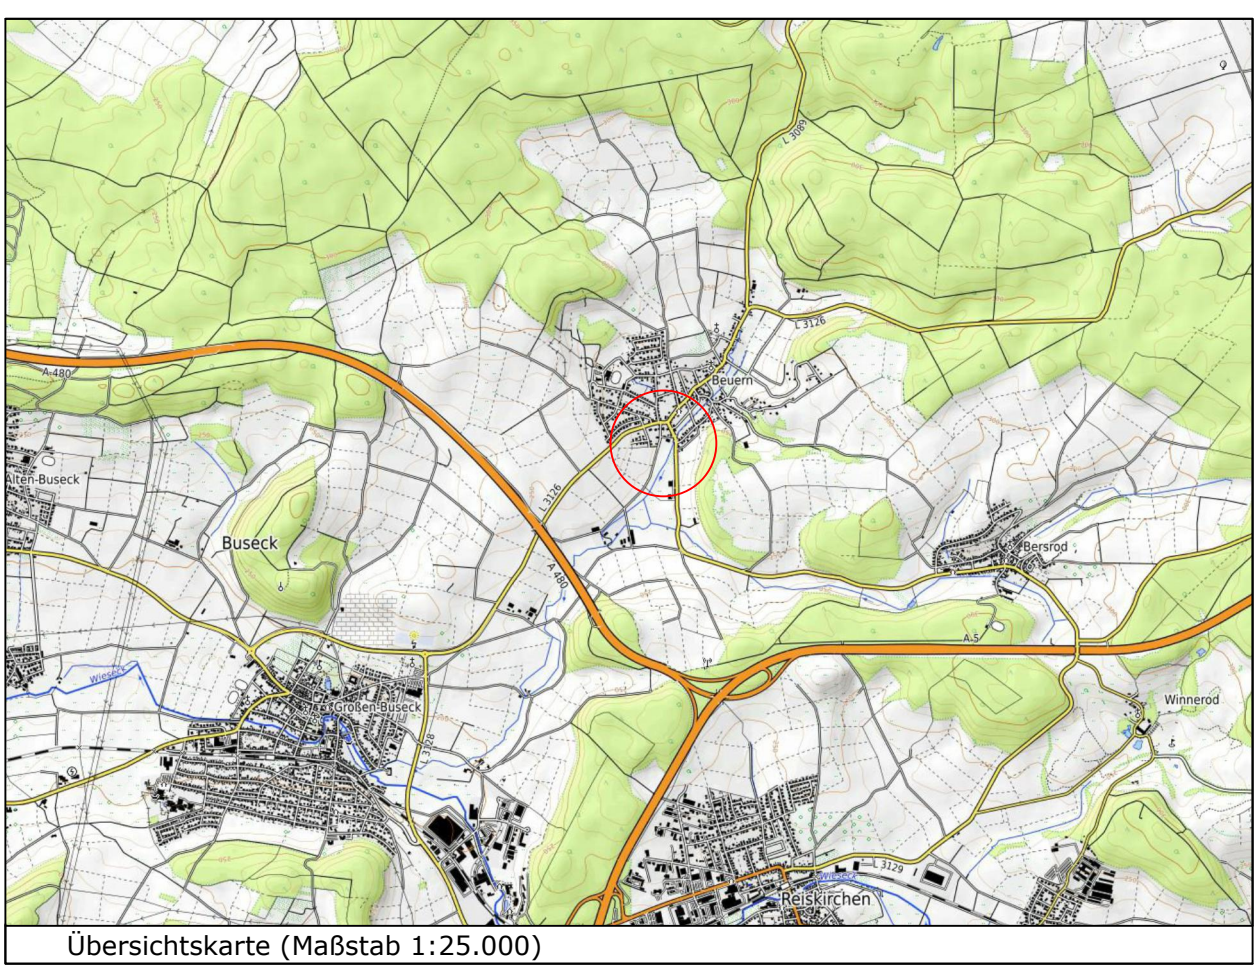 L 3089
L 3126
A 480
Beuern
Alten-Buseck
L 3126
Buseck
Bersrod
A 480
A 5
Wieseck
Winnerod
Großen-Buseck
L 3129
Wieseck
Reiskirchen
Übersichtskarte (Maßstab 1:25.000)